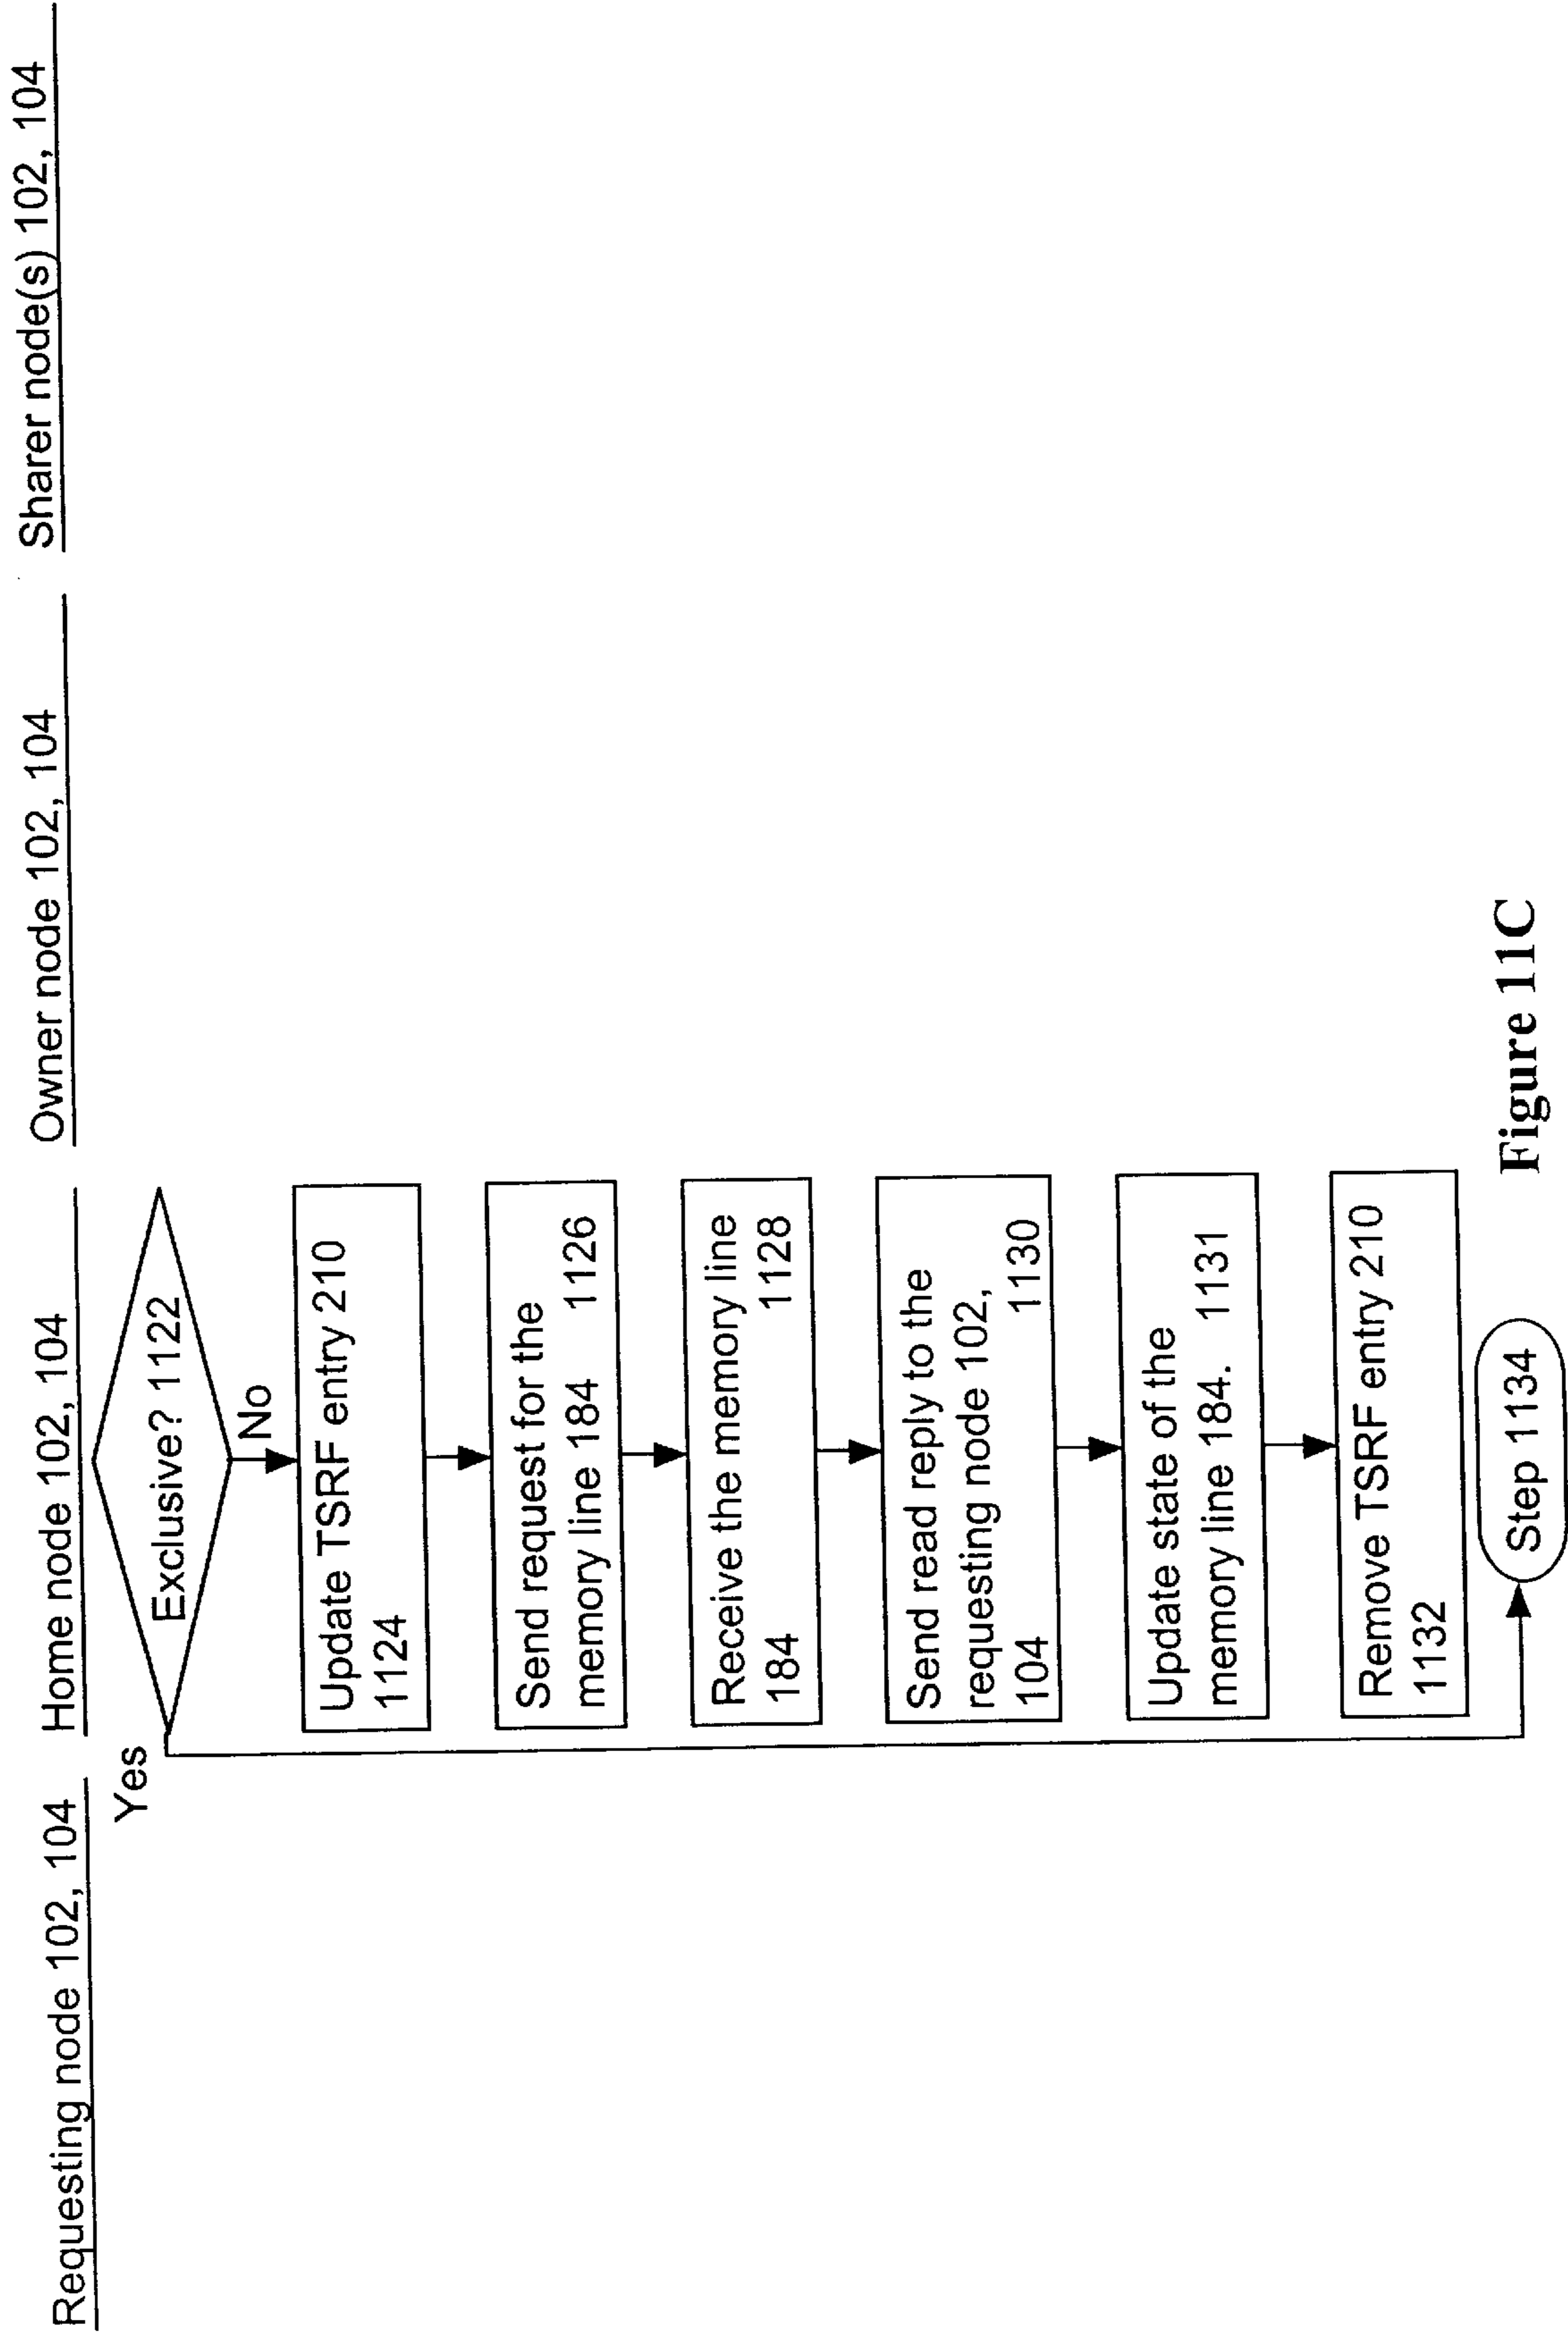 Requesting node 102, 104
Home node 102, 104
Owner node 102, 104
Sharer node(s) 102, 104
Yes
Exclusive? 1122
No
Update TSRF entry 210
1124
Send request for the
memory line 184 1126
Receive the memory line
184 1128
Send read reply to the
requesting node 102,
104 1130
Update state of the
memory line 184. 1131
Remove TSRF entry 210
1132
Step 1134
Figure 11C